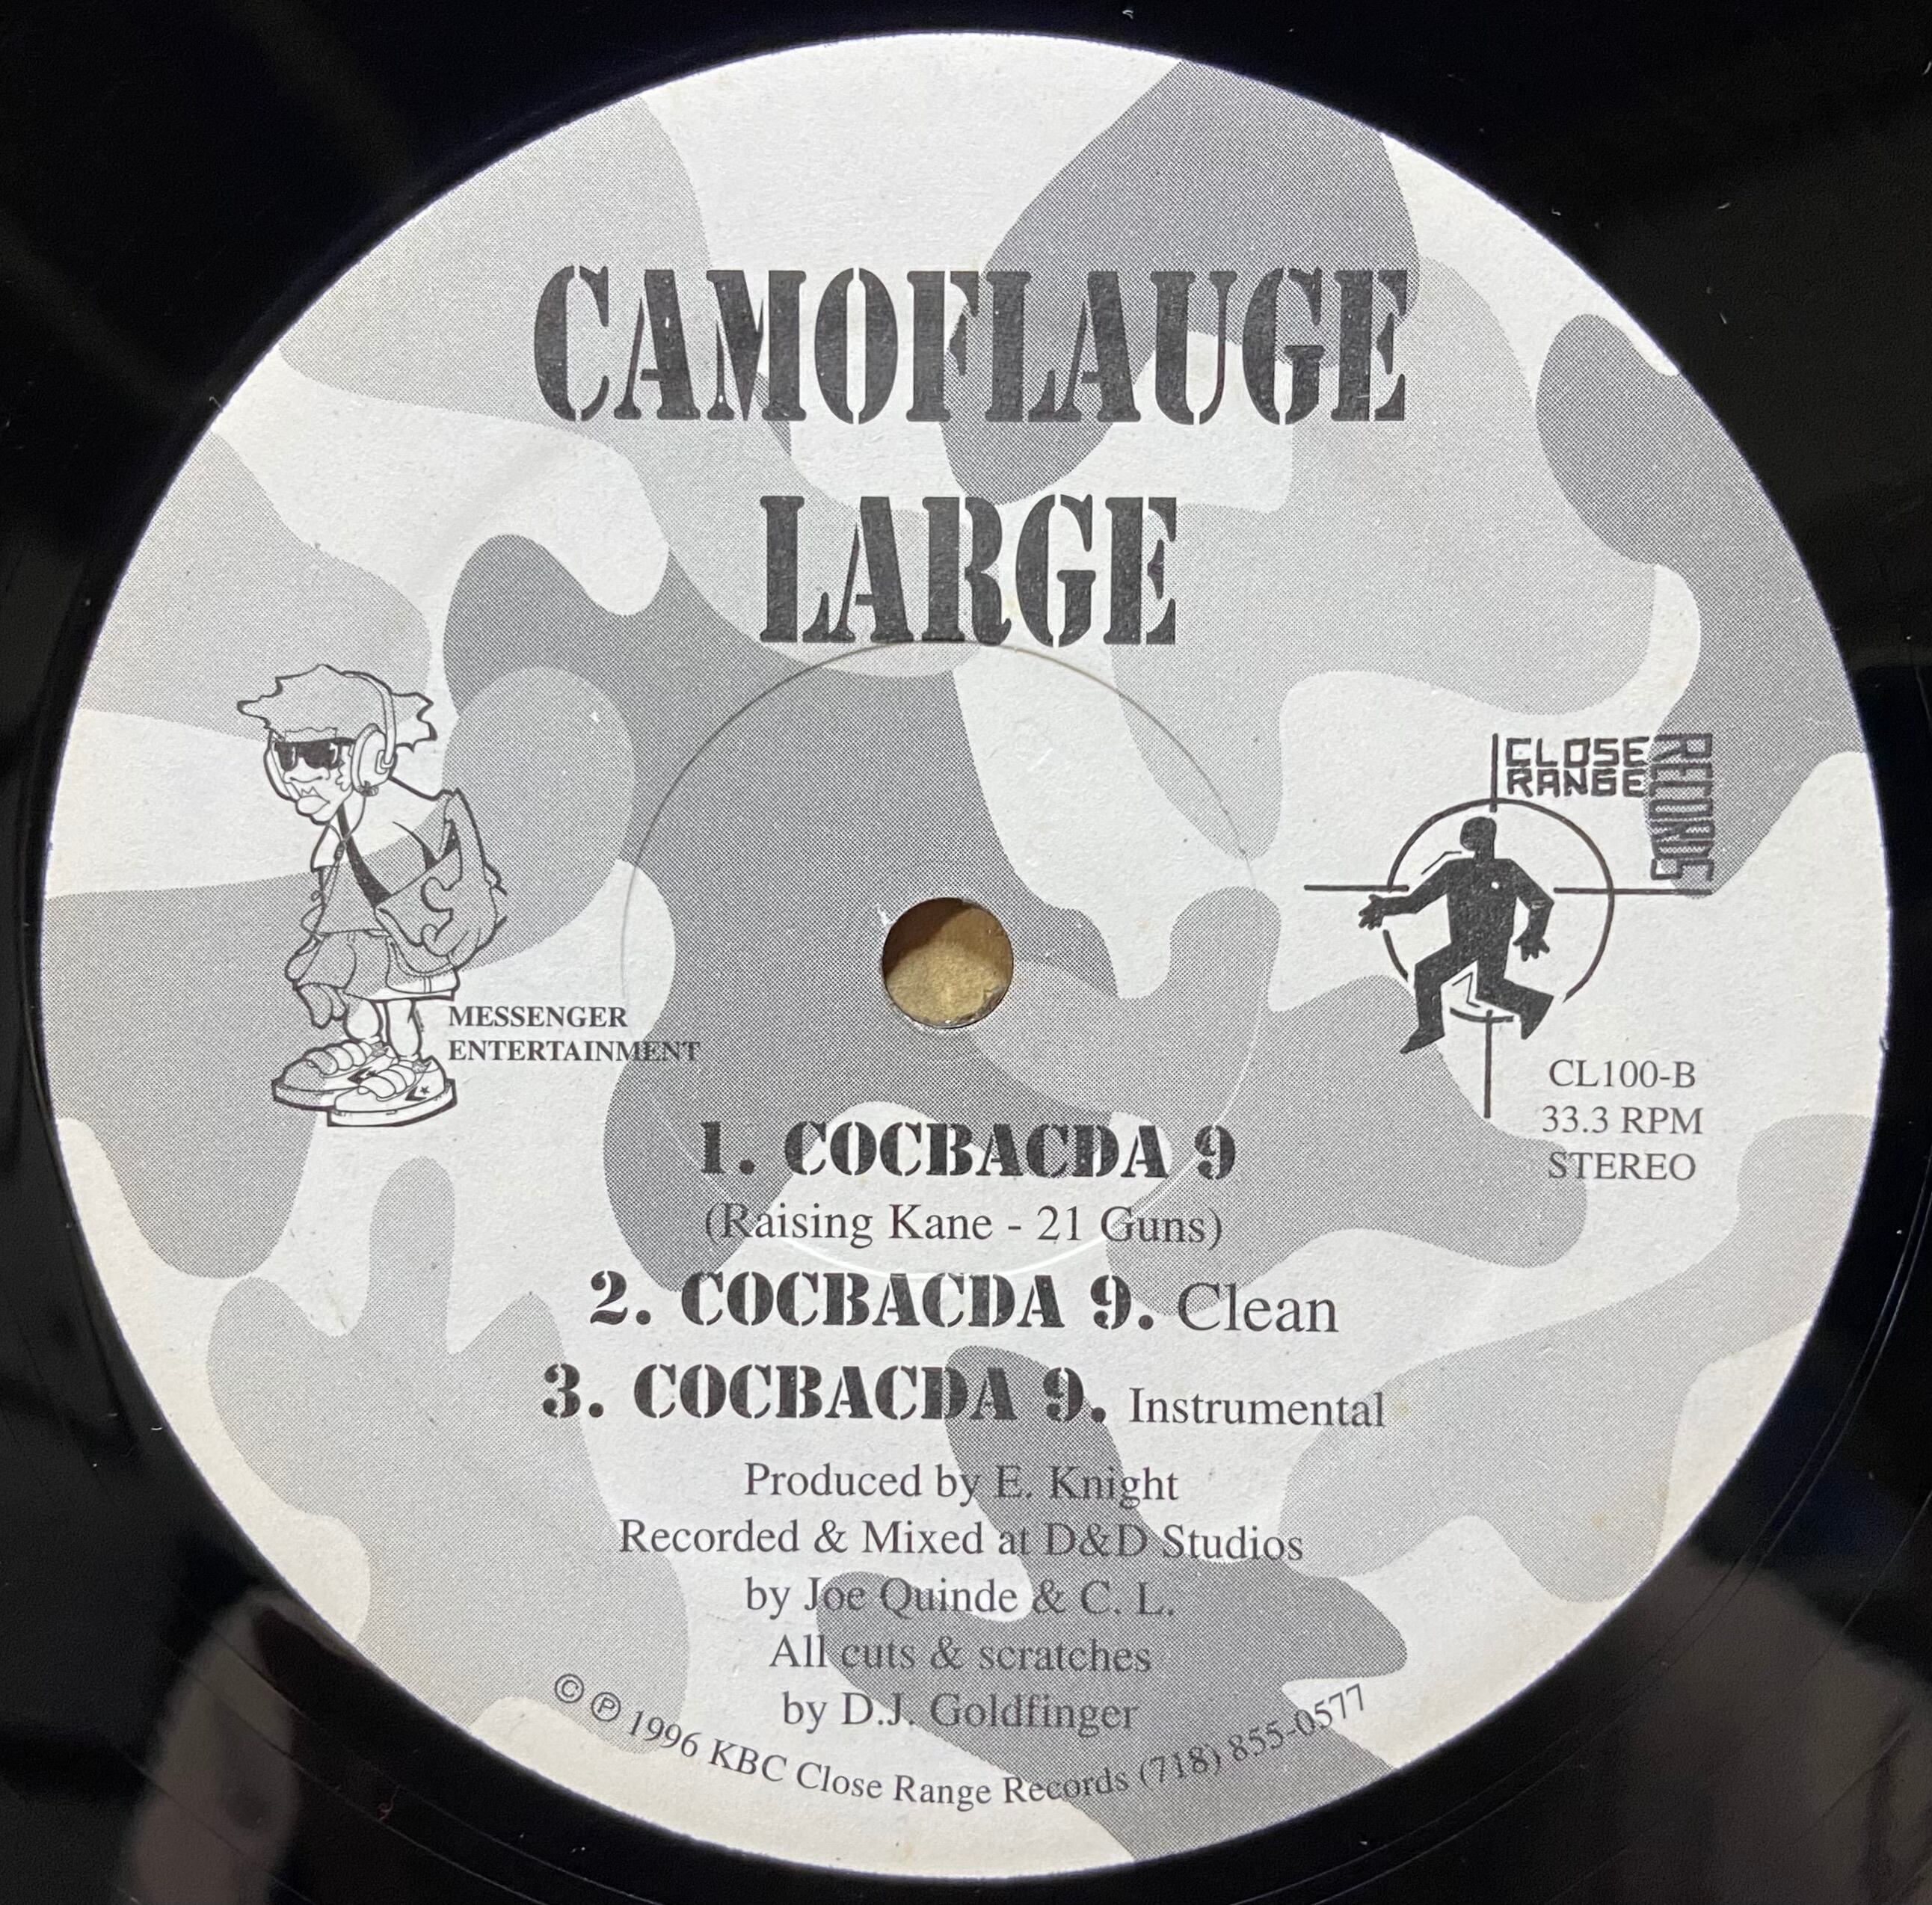 CAMOFLAUGE
LARGE
CLOSE
RANGE
RECORDS
MESSENGER
ENTERTAINMENT
CL100-B
33.3 RPM
STEREO
1. COCBACDA 9
(Raising Kane - 21 Guns)
2. COCBACDA 9. Clean
3. COCBACDA 9. Instrumental
Produced by E. Knight
Recorded & Mixed at D&D Studios
by Joe Quinde & C. L.
All cuts & scratches
by D.J. Goldfinger
© ℗ 1996 KBC Close Range Records (718) 855-0577